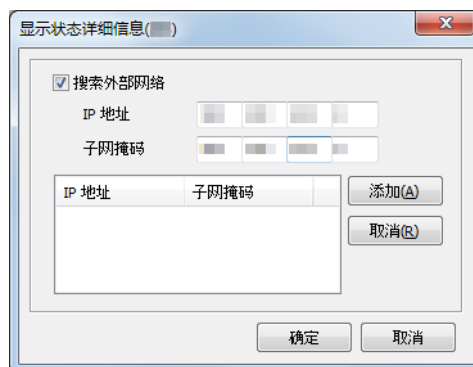 显示状态详细信息( )
搜索外部网络
IP 地址
子网掩码
IP 地址 子网掩码
添加(A)
取消(R)
确定 取消